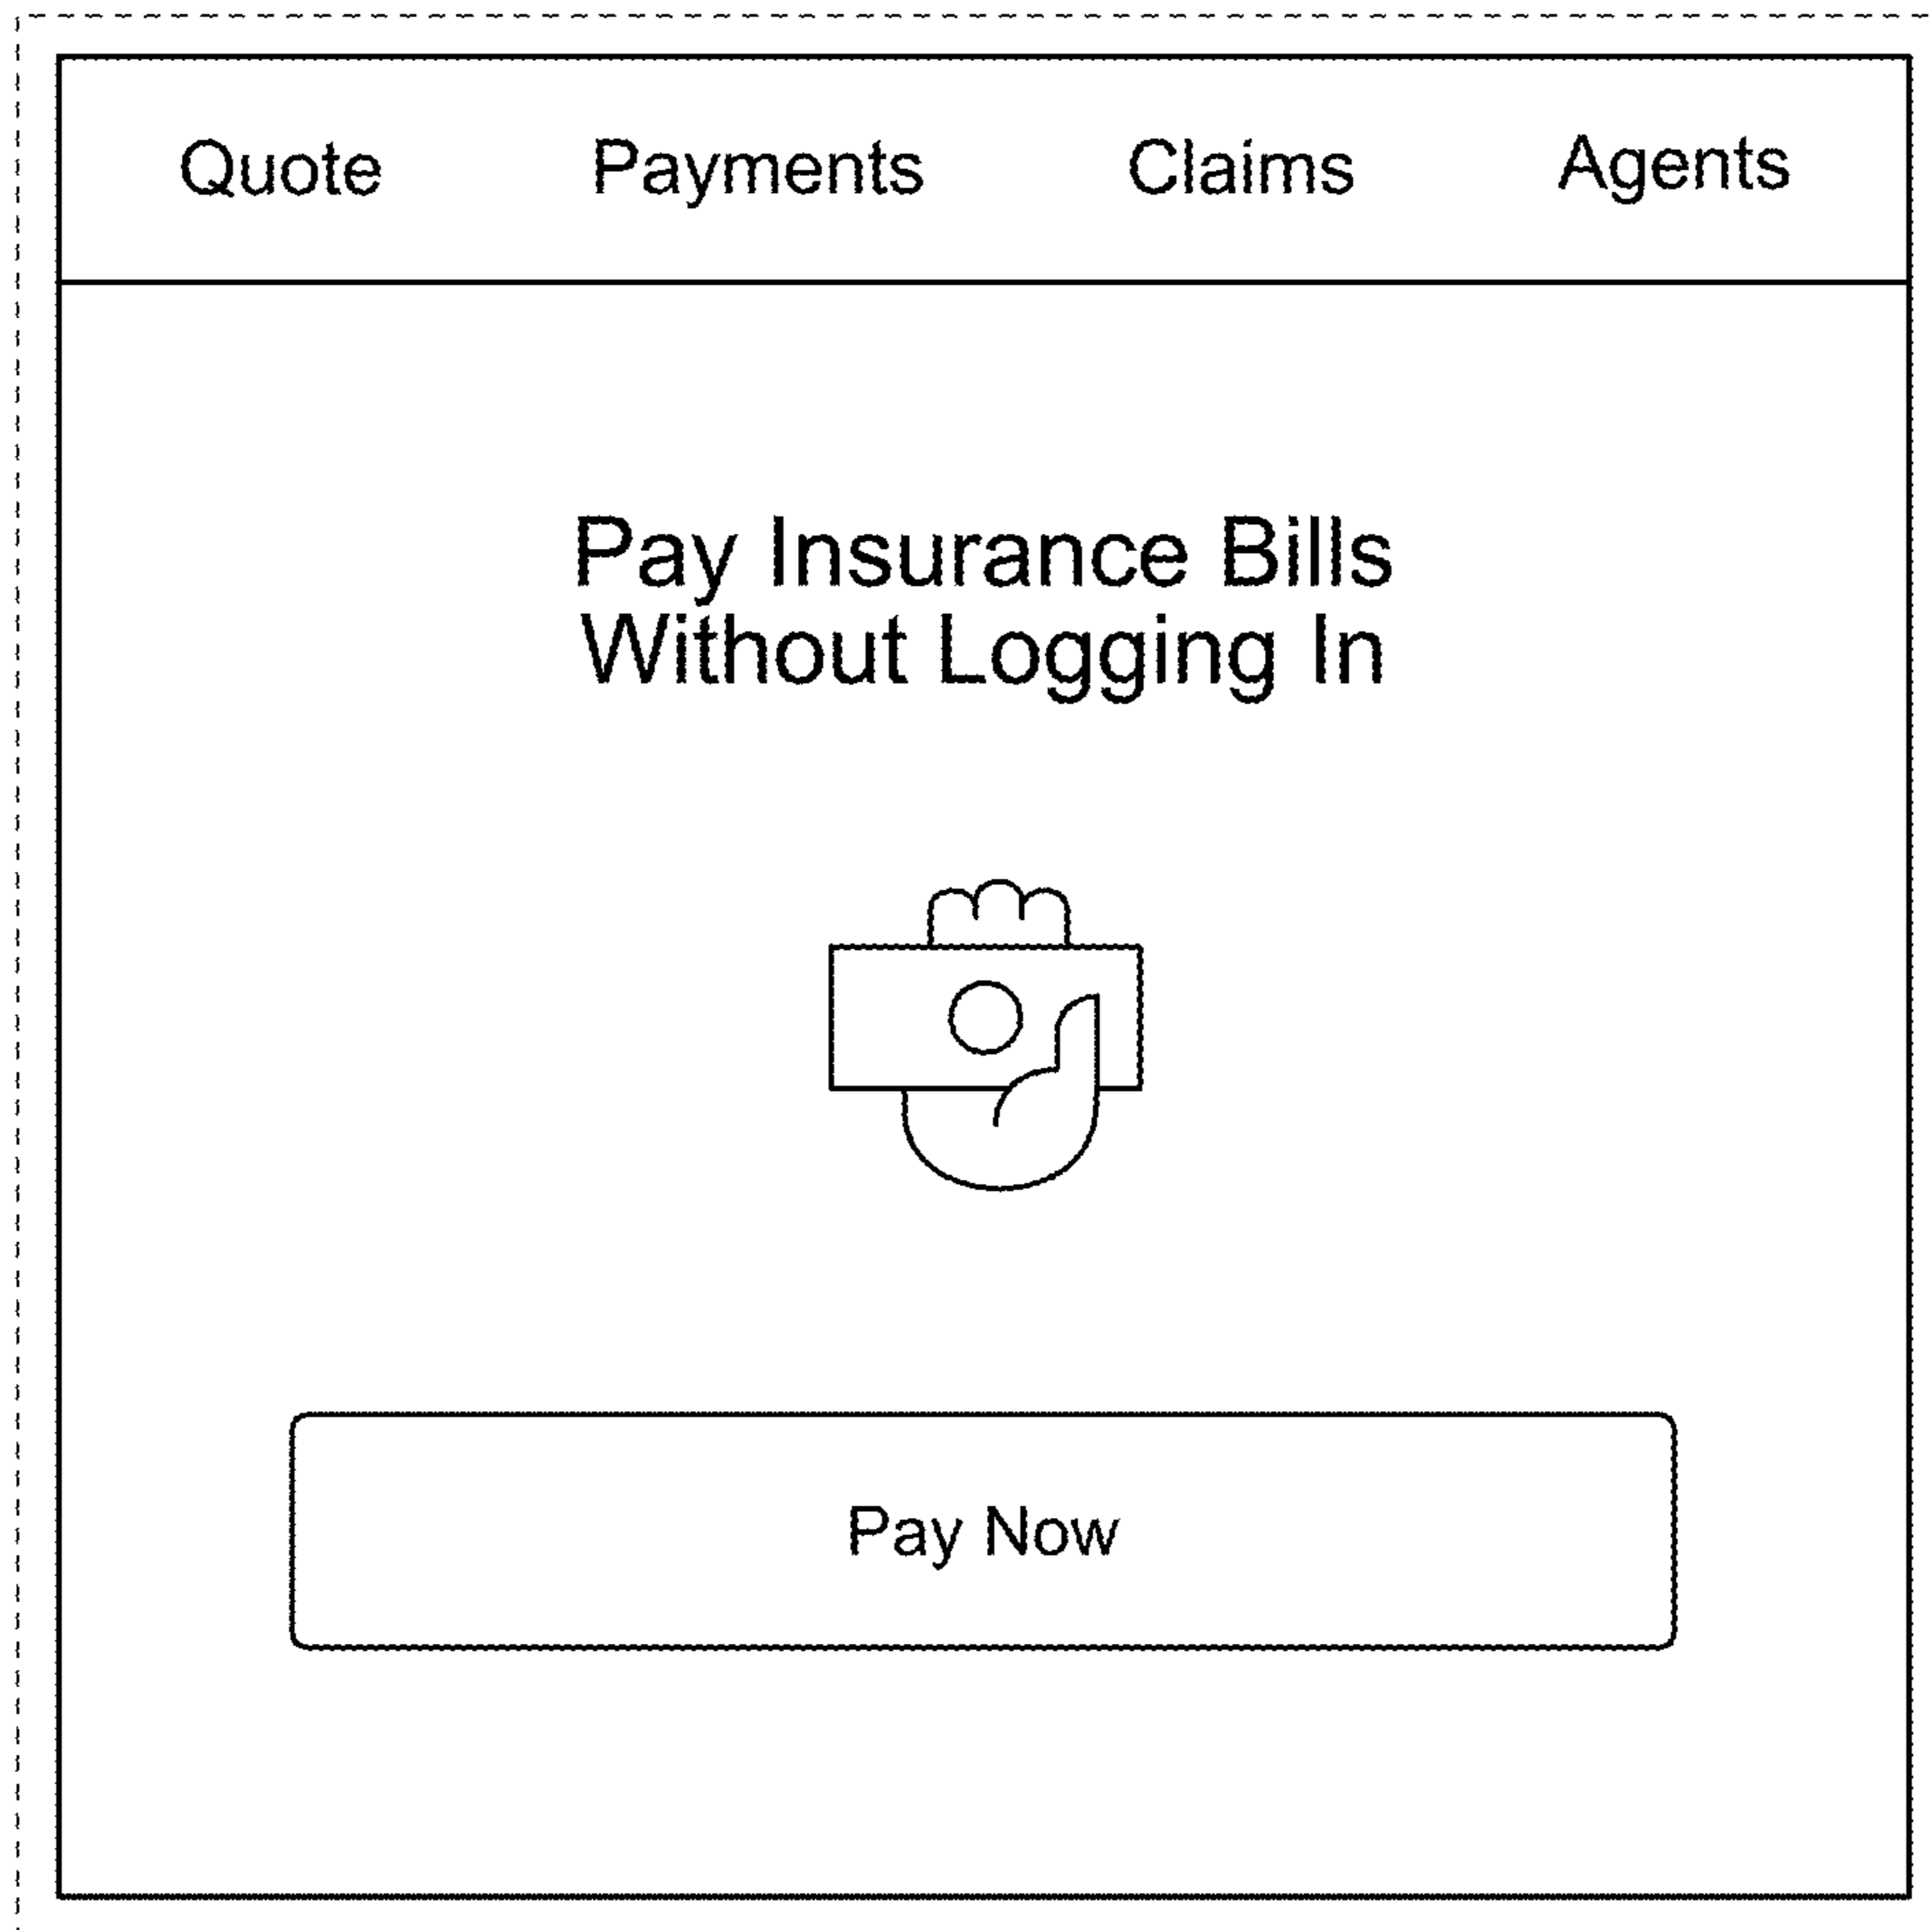 Quote Payments Claims Agents
Pay Insurance Bills
Without Logging In
Pay Now